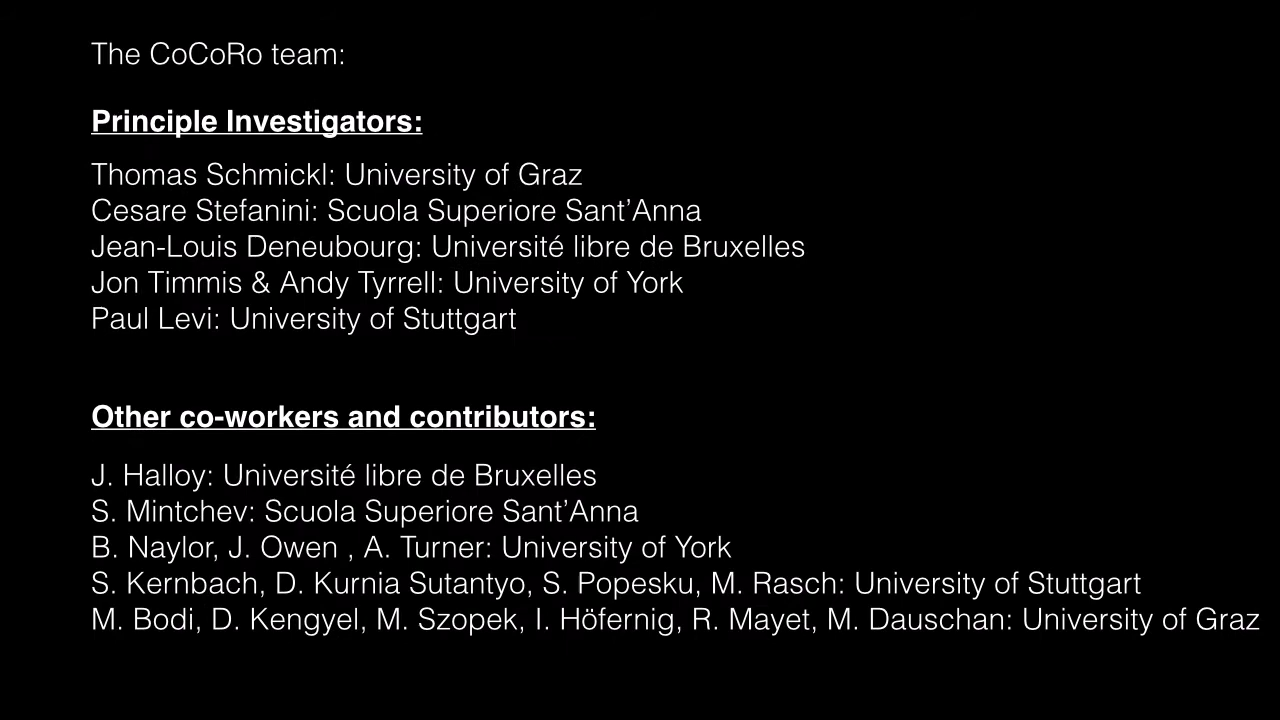 The CoCoRo team:
Principle Investigators:
Thomas Schmickl: University of Graz
Cesare Stefanini: Scuola Superiore Sant’Anna
Jean-Louis Deneubourg: Université libre de Bruxelles
Jon Timmis & Andy Tyrrell: University of York
Paul Levi: University of Stuttgart
Other co-workers and contributors:
J. Halloy: Université libre de Bruxelles
S. Mintchev: Scuola Superiore Sant’Anna
B. Naylor, J. Owen , A. Turner: University of York
S. Kernbach, D. Kurnia Sutantyo, S. Popesku, M. Rasch: University of Stuttgart
M. Bodi, D. Kengyel, M. Szopek, I. Höfernig, R. Mayet, M. Dauschan: University of Graz